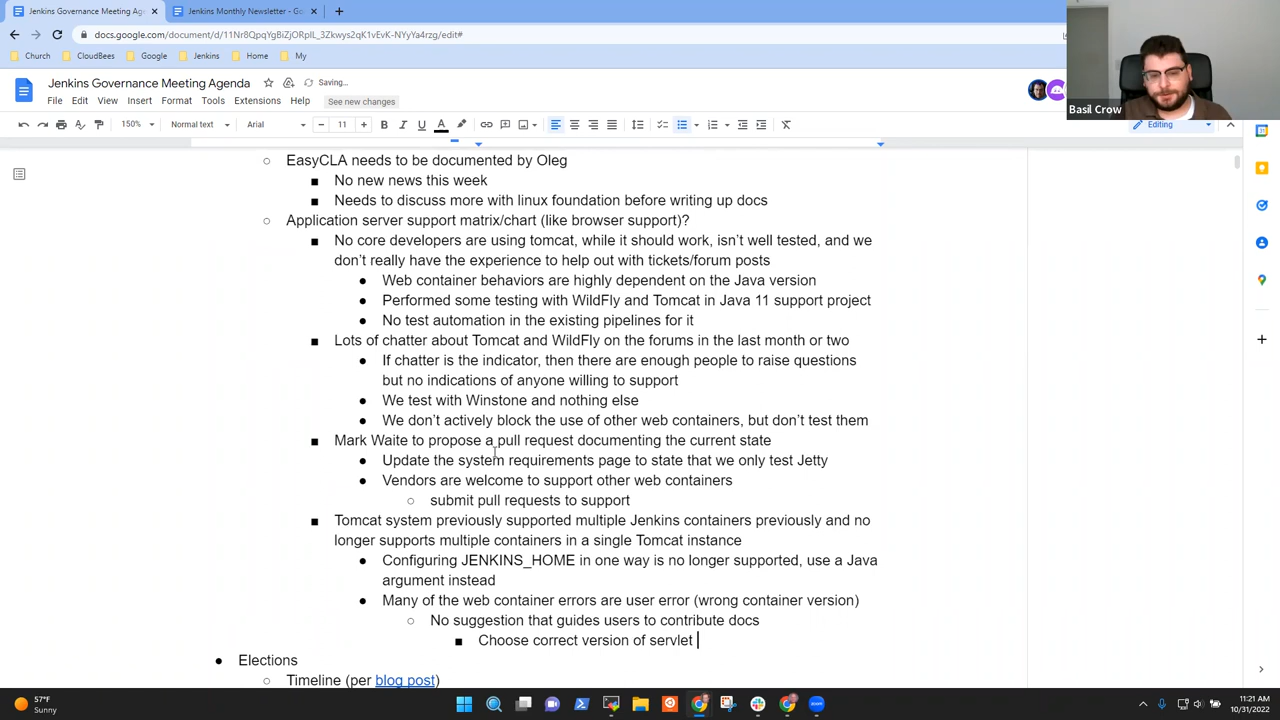 Jenkins Governance Meeting Age
Jenkins Monthly Newsletter - Go
docs.google.com/document/d/11Nr8QpqYgBiZjORpIL_3Zkwys2qK1vEvK-NYyYa4rzg/edit#
Church CloudBees Google Jenkins Home My
Jenkins Governance Meeting Agenda Saving...
File Edit View Insert Format Tools Extensions Help See new changes
150% Normal text Arial 11 Editing
Basil Crow
EasyCLA needs to be documented by Oleg
No new news this week
Needs to discuss more with linux foundation before writing up docs
Application server support matrix/chart (like browser support)?
No core developers are using tomcat, while it should work, isn't well tested, and we
don't really have the experience to help out with tickets/forum posts
Web container behaviors are highly dependent on the Java version
Performed some testing with WildFly and Tomcat in Java 11 support project
No test automation in the existing pipelines for it
Lots of chatter about Tomcat and WildFly on the forums in the last month or two
If chatter is the indicator, then there are enough people to raise questions
but no indications of anyone willing to support
We test with Winstone and nothing else
We don't actively block the use of other web containers, but don't test them
Mark Waite to propose a pull request documenting the current state
Update the system requirements page to state that we only test Jetty
Vendors are welcome to support other web containers
submit pull requests to support
Tomcat system previously supported multiple Jenkins containers previously and no
longer supports multiple containers in a single Tomcat instance
Configuring JENKINS_HOME in one way is no longer supported, use a Java
argument instead
Many of the web container errors are user error (wrong container version)
No suggestion that guides users to contribute docs
Choose correct version of servlet
Elections
Timeline (per blog post)
57°F
Sunny
11:21 AM
10/31/2022